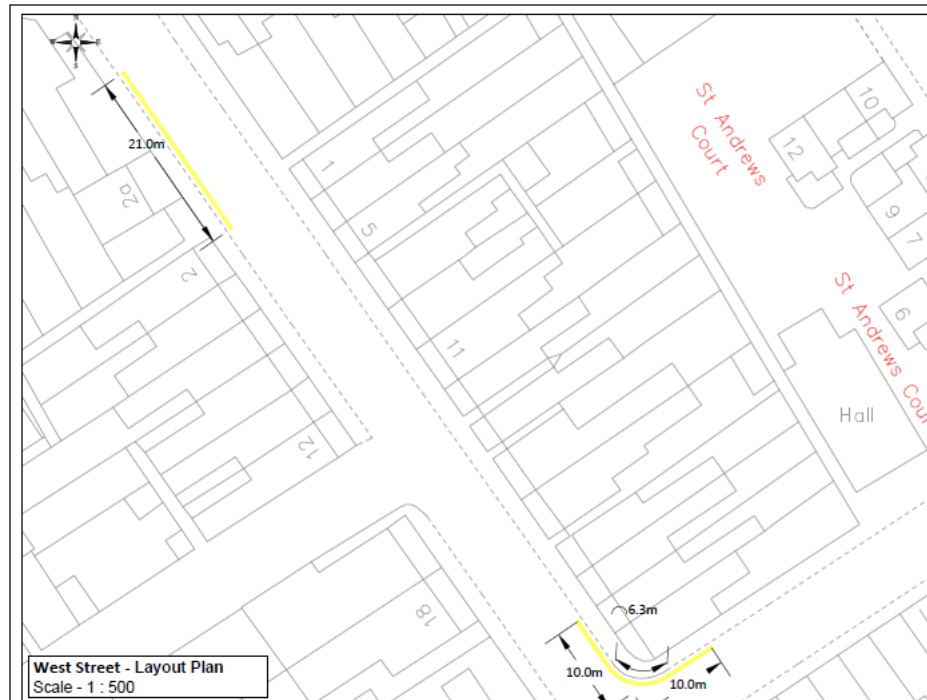 N
W E
S
21.0m
2a
2
12
18
1
5
11
St Andrews
Court
10
12
9
7
6
St Andrews Cour
Hall
6.3m
10.0m
10.0m
West Street - Layout Plan
Scale - 1 : 500